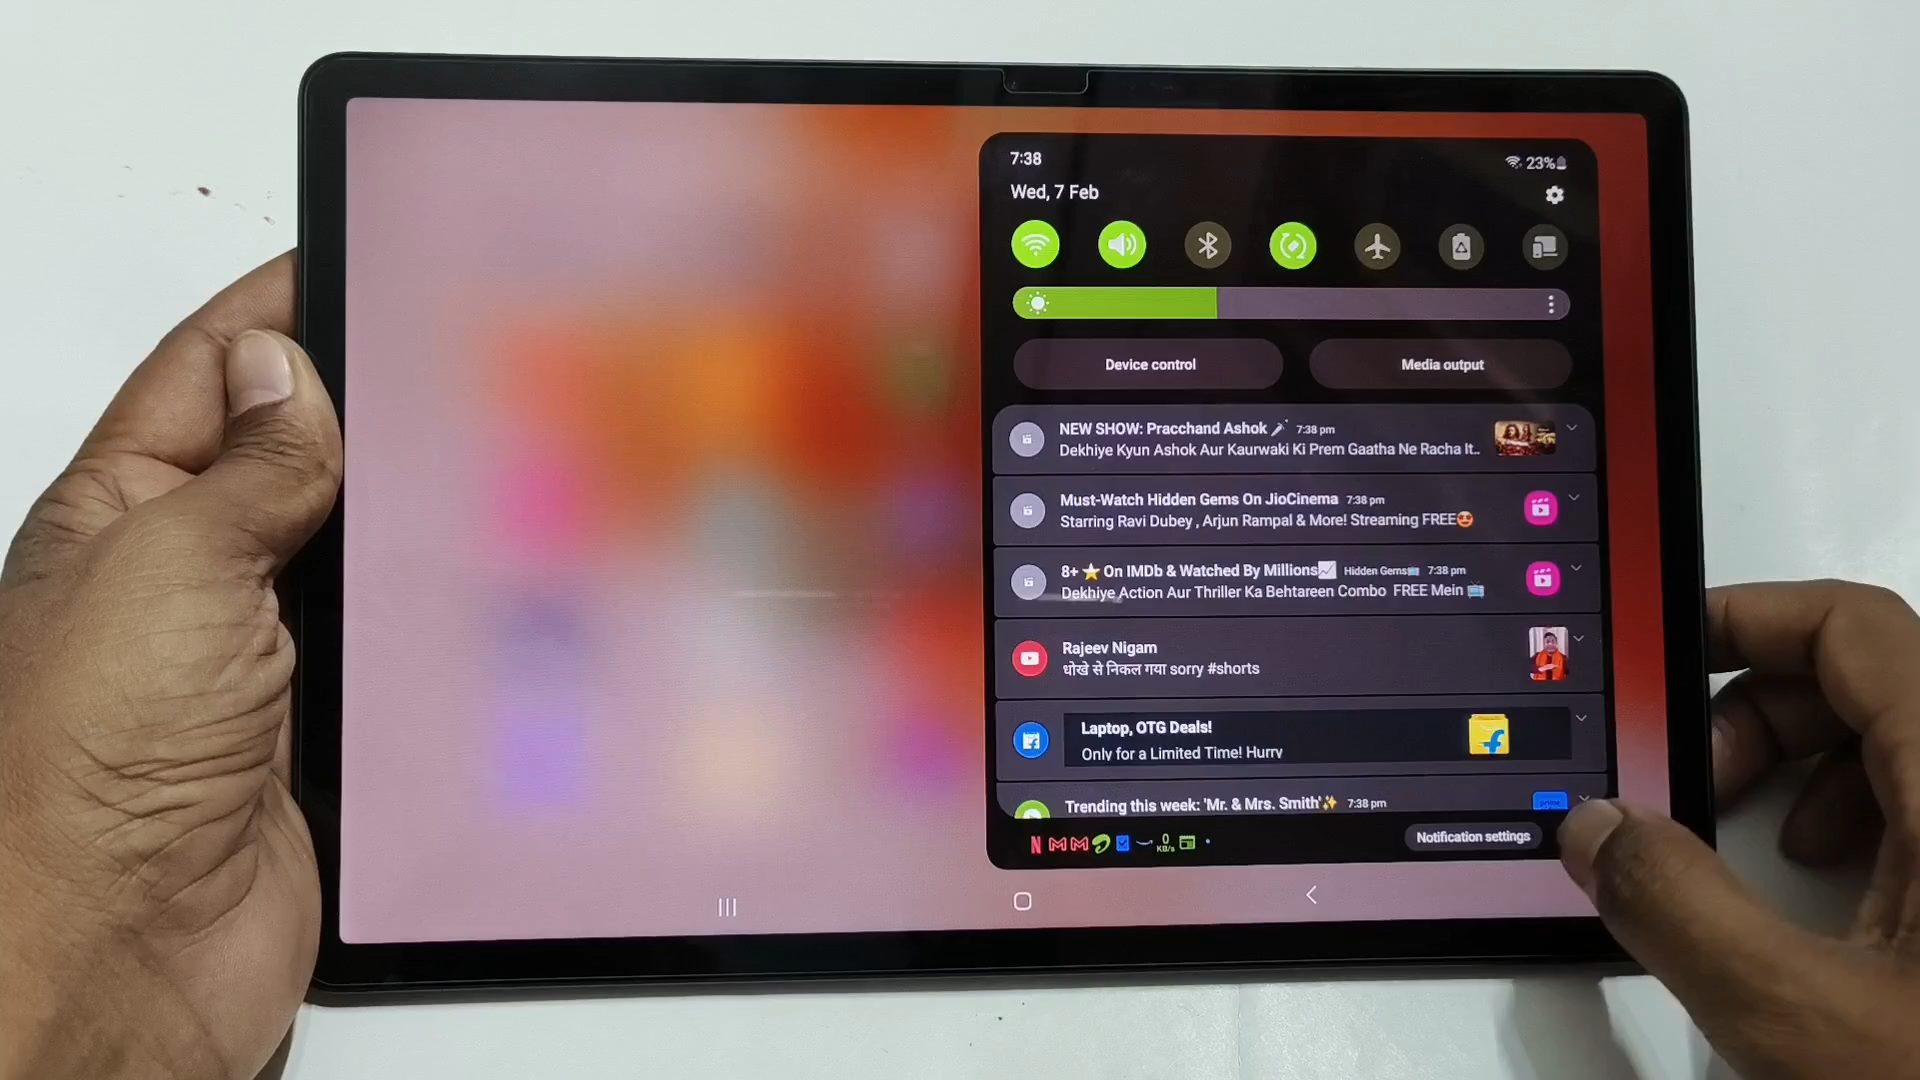 7:38
23%
Wed, 7 Feb
Device control
Media output
NEW SHOW: Pracchand Ashok 7:38 pm
Dekhiye Kyun Ashok Aur Kaurwaki Ki Prem Gaatha Ne Racha It..
Must-Watch Hidden Gems On JioCinema 7:38 pm
Starring Ravi Dubey , Arjun Rampal & More! Streaming FREE😍
8+ ⭐ On IMDb & Watched By Millions📈 Hidden Gems📺 7:38 pm
Dekhiye Action Aur Thriller Ka Behtareen Combo FREE Mein 📺
Rajeev Nigam
धोखे से निकल गया sorry #shorts
Laptop, OTG Deals!
Only for a Limited Time! Hurry
Trending this week: 'Mr. & Mrs. Smith'✨ 7:38 pm
prime
0
KB/s
Notification settings